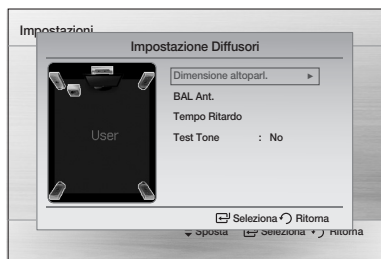 Impostazioni
Impostazione Diffusori
Dimensione altoparl. ►
BAL Ant.
Tempo Ritardo
Test Tone : No
User
Seleziona Ritorna
Sposta Seleziona Ritorna